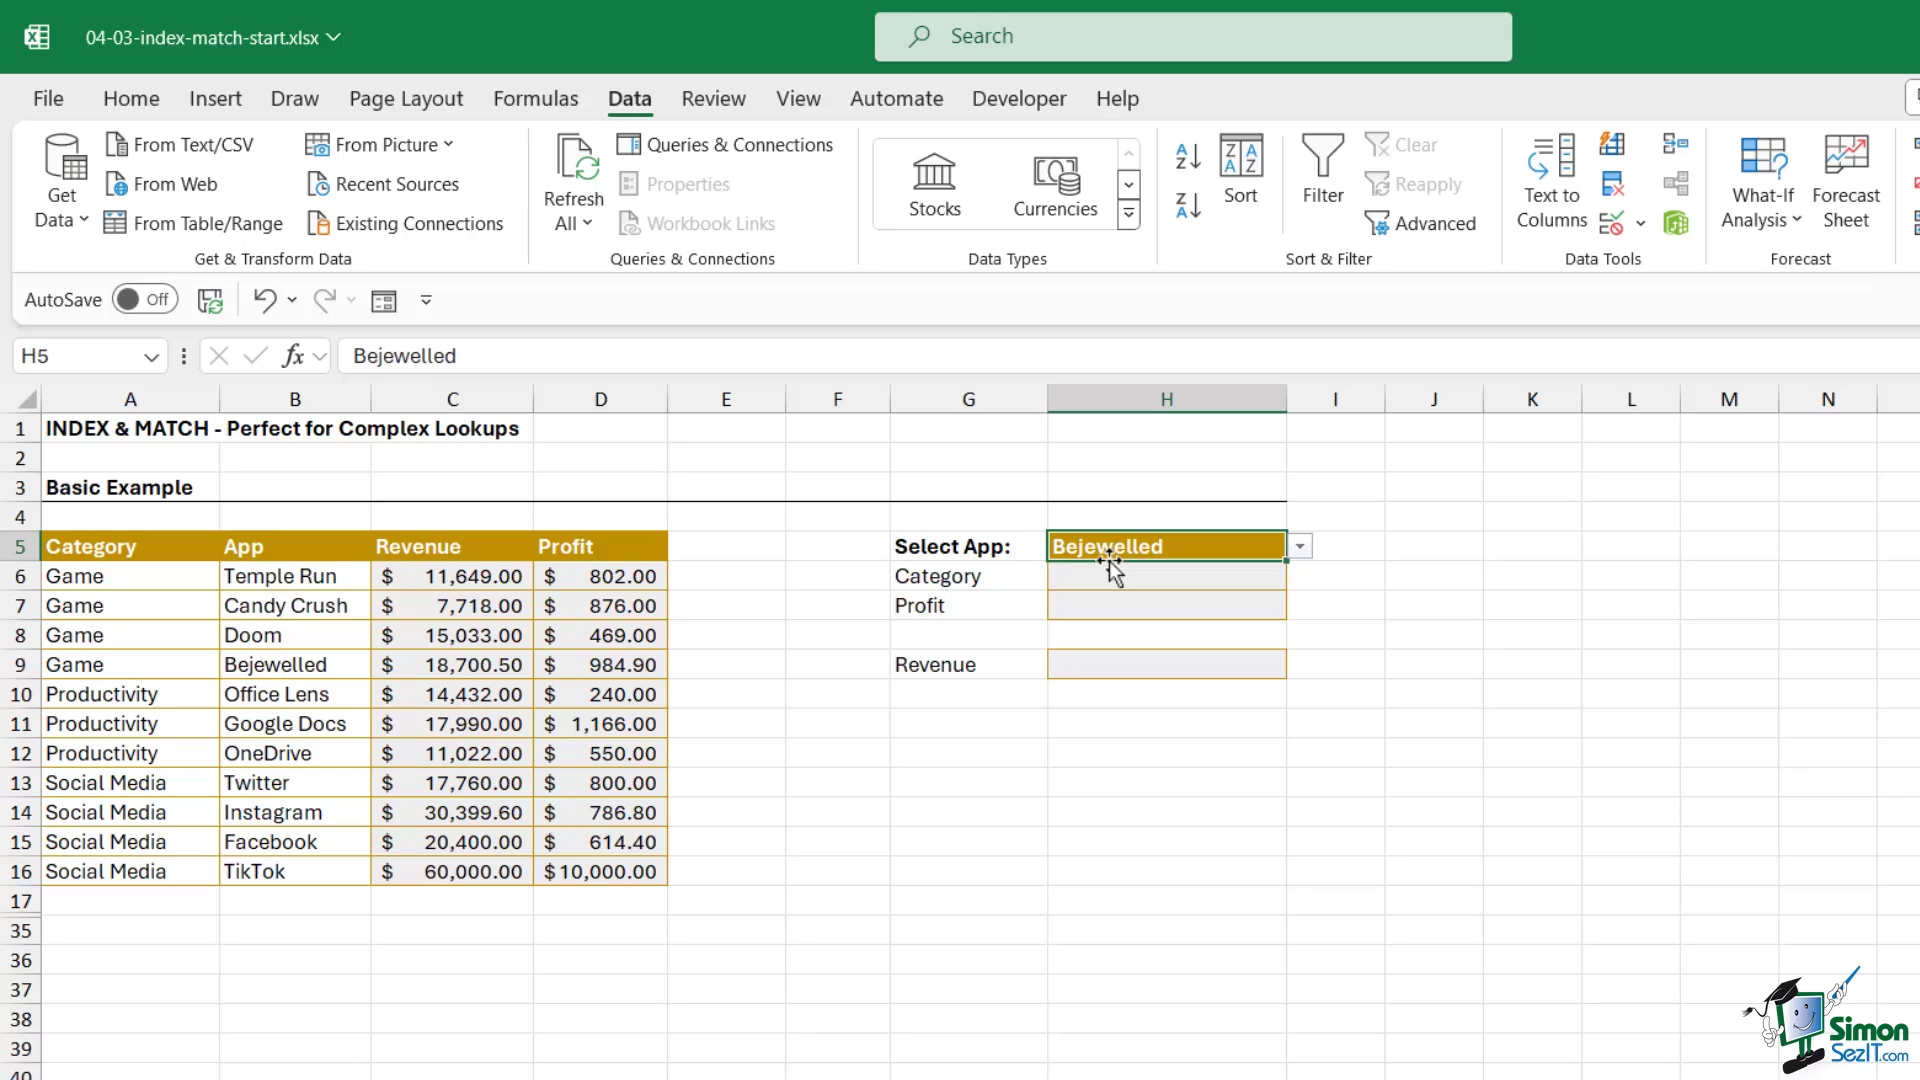 04-03-index-match-start.xlsx
Search
File Home Insert Draw Page Layout Formulas Data Review View Automate Developer Help
Get Data
From Text/CSV
From Web
From Table/Range
From Picture
Recent Sources
Existing Connections
Get & Transform Data
Refresh All
Queries & Connections
Properties
Workbook Links
Queries & Connections
Stocks
Currencies
Data Types
Sort
Filter
Clear
Reapply
Advanced
Sort & Filter
Text to Columns
Data Tools
What-If Analysis
Forecast Sheet
Forecast
AutoSave Off
H5 fx Bejewelled
A B C D E F G H I J K L M N
1 INDEX & MATCH - Perfect for Complex Lookups
2
3 Basic Example
4
5 Category App Revenue Profit Select App: Bejewelled
6 Game Temple Run $ 11,649.00 $ 802.00 Category
7 Game Candy Crush $ 7,718.00 $ 876.00 Profit
8 Game Doom $ 15,033.00 $ 469.00
9 Game Bejewelled $ 18,700.50 $ 984.90 Revenue
10 Productivity Office Lens $ 14,432.00 $ 240.00
11 Productivity Google Docs $ 17,990.00 $ 1,166.00
12 Productivity OneDrive $ 11,022.00 $ 550.00
13 Social Media Twitter $ 17,760.00 $ 800.00
14 Social Media Instagram $ 30,399.60 $ 786.80
15 Social Media Facebook $ 20,400.00 $ 614.40
16 Social Media TikTok $ 60,000.00 $ 10,000.00
17
35
36
37
38
39
40
Simon
SezIT.com